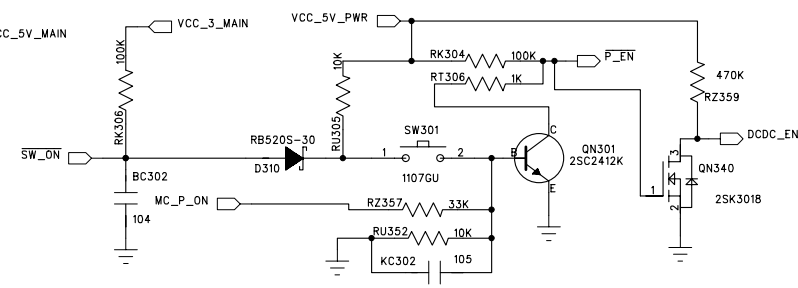 VCC_5V_PWR
VCC_3_MAIN
CC_5V_MAIN
100K
RK306
10K
RU305
RK304
100K
P_EN
RT306
1K
470K
RZ359
SW_ON
RB520S-30
D310
SW301
1
2
1107GU
B
C
E
QN301
2SC2412K
DCDC_EN
3
QN340
1
2
2SK3018
BC302
104
MC_P_ON
RZ357
33K
RU352
10K
KC302
105